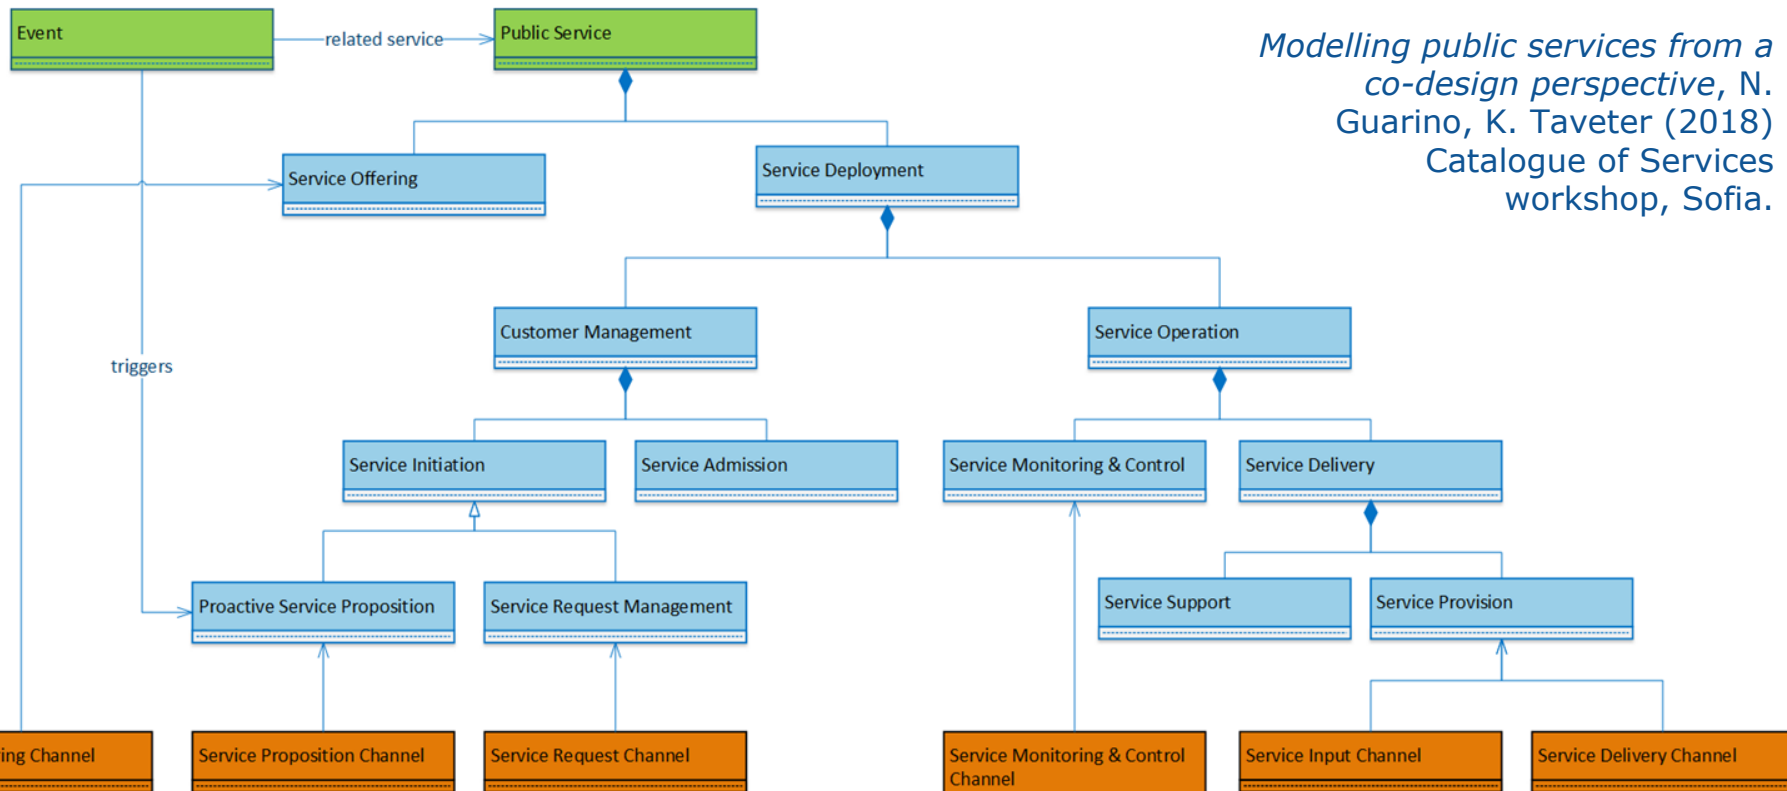 Event
related service
Public Service
Modelling public services from a
co-design perspective, N.
Guarino, K. Taveter (2018)
Catalogue of Services
workshop, Sofia.
Service Offering
Service Deployment
Customer Management
Service Operation
triggers
Service Initiation
Service Admission
Service Monitoring & Control
Service Delivery
Proactive Service Proposition
Service Request Management
Service Support
Service Provision
Channel
Service Proposition Channel
Service Request Channel
Service Monitoring & Control
Channel
Service Input Channel
Service Delivery Channel